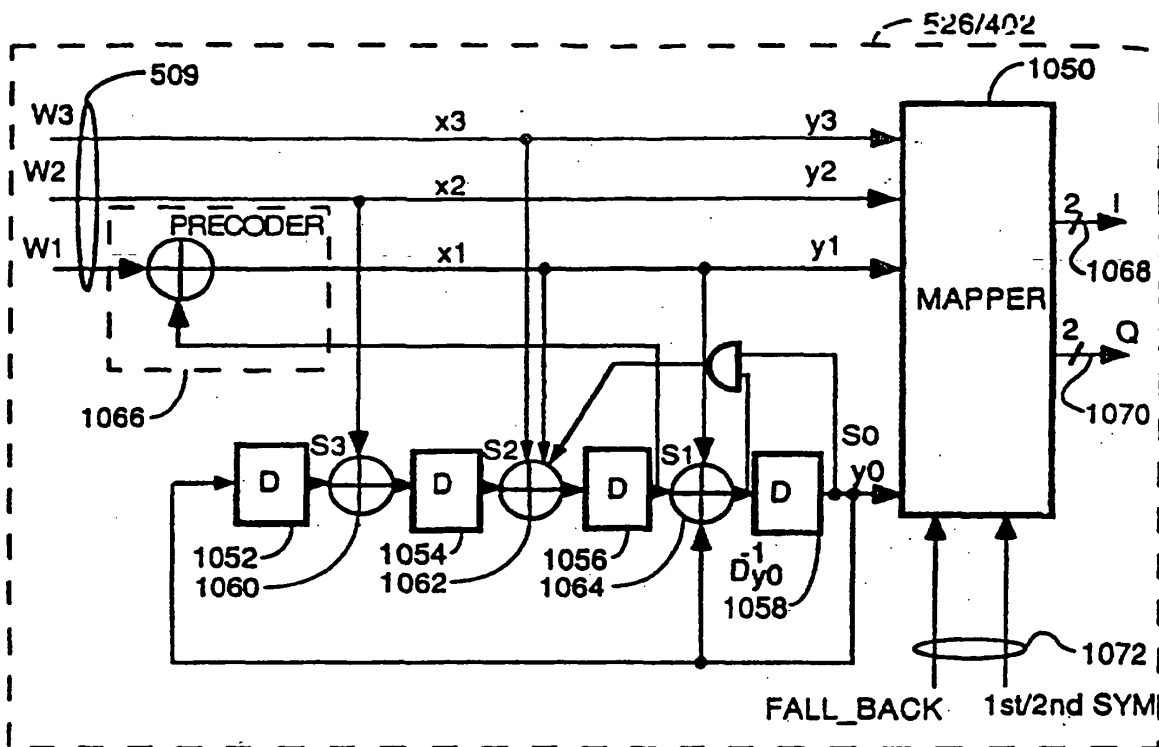 526/402
509
1050
W3
x3
y3
W2
x2
y2
2
I
PRECODER
W1
x1
y1
1068
MAPPER
2
Q
1066
1070
S3
S2
S1
S0
y0
D
D
D
D
1052
1054
1056
D-1y0
1060
1062
1064
1058
1072
FALL_BACK
1st/2nd SYM